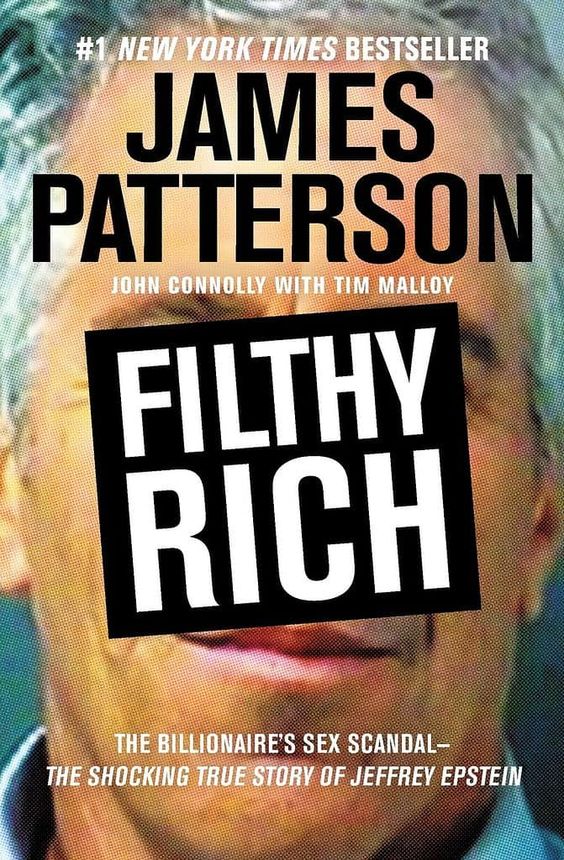 #1 NEW YORK TIMES BESTSELLER
JAMES
PATTERSON
JOHN CONNOLLY WITH TIM MALLOY
FILTHY
RICH
THE BILLIONAIRE'S SEX SCANDAL–
THE SHOCKING TRUE STORY OF JEFFREY EPSTEIN